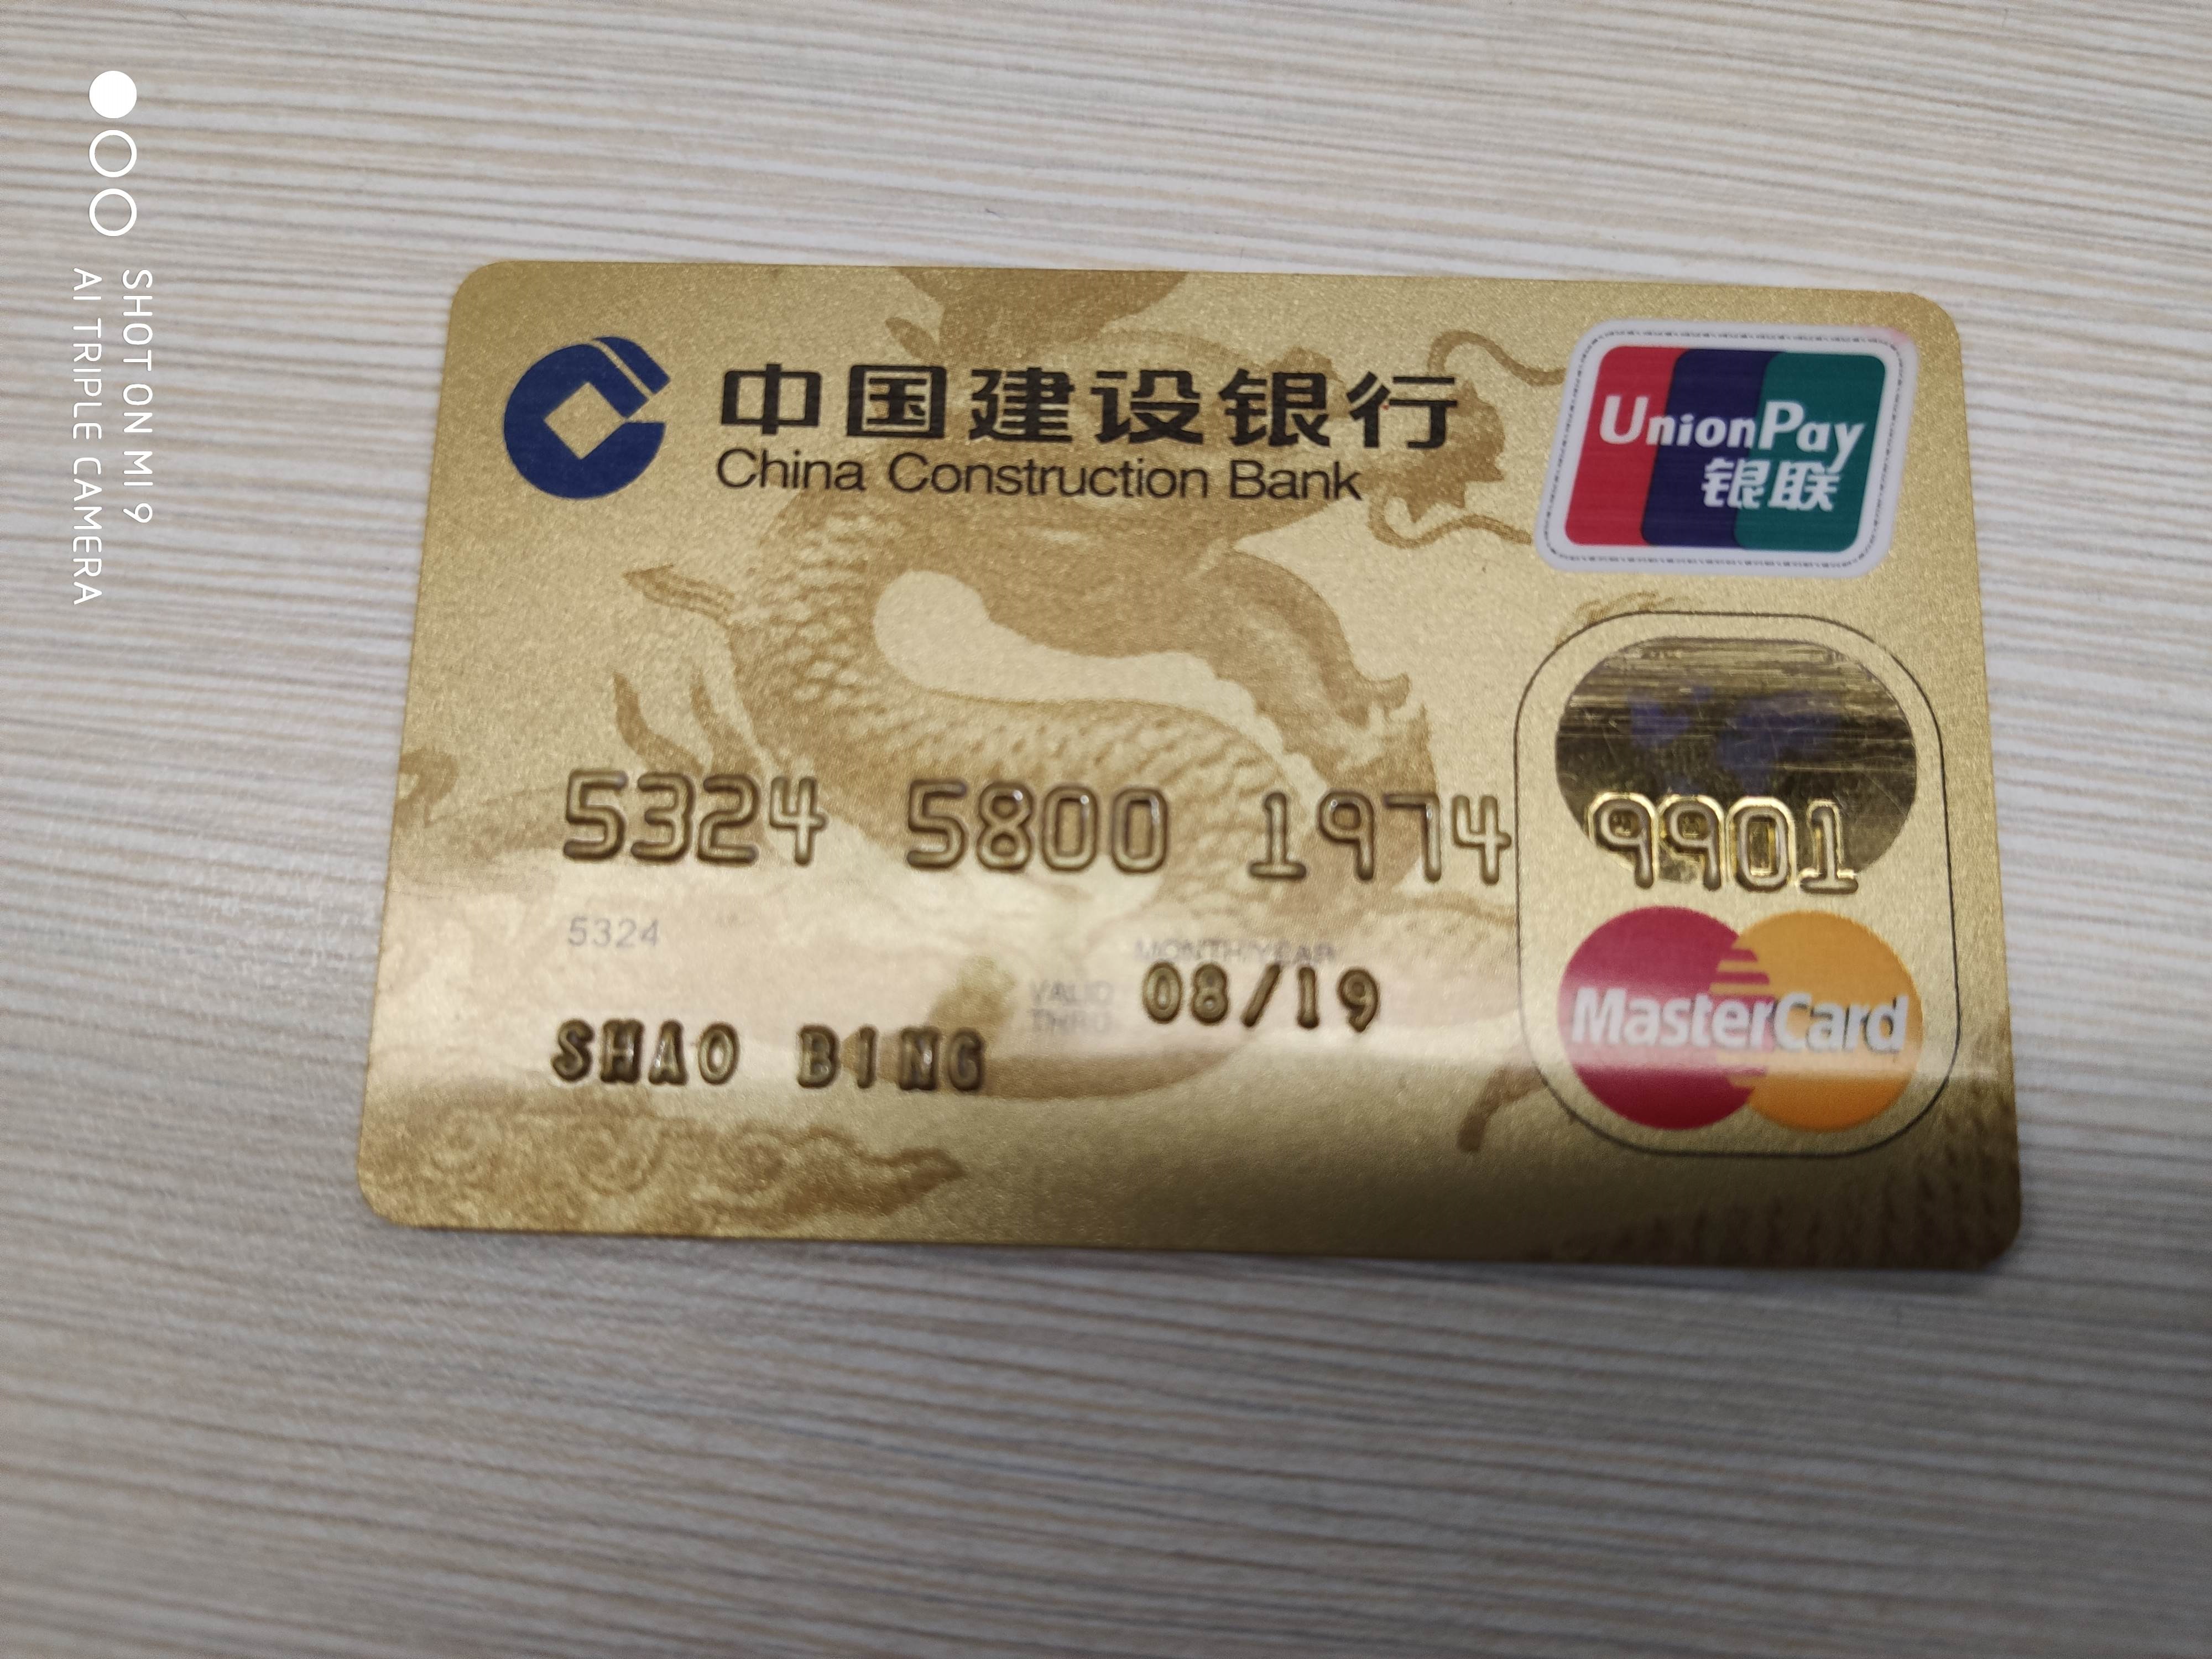 中国建设银行
China Construction Bank
UnionPay
银联
5324 5800 1974 9901
5324
MONTH/YEAR
VALID
THRU
08/19
SHAO BING
MasterCard
SHOT ON MI 9
AI TRIPLE CAMERA